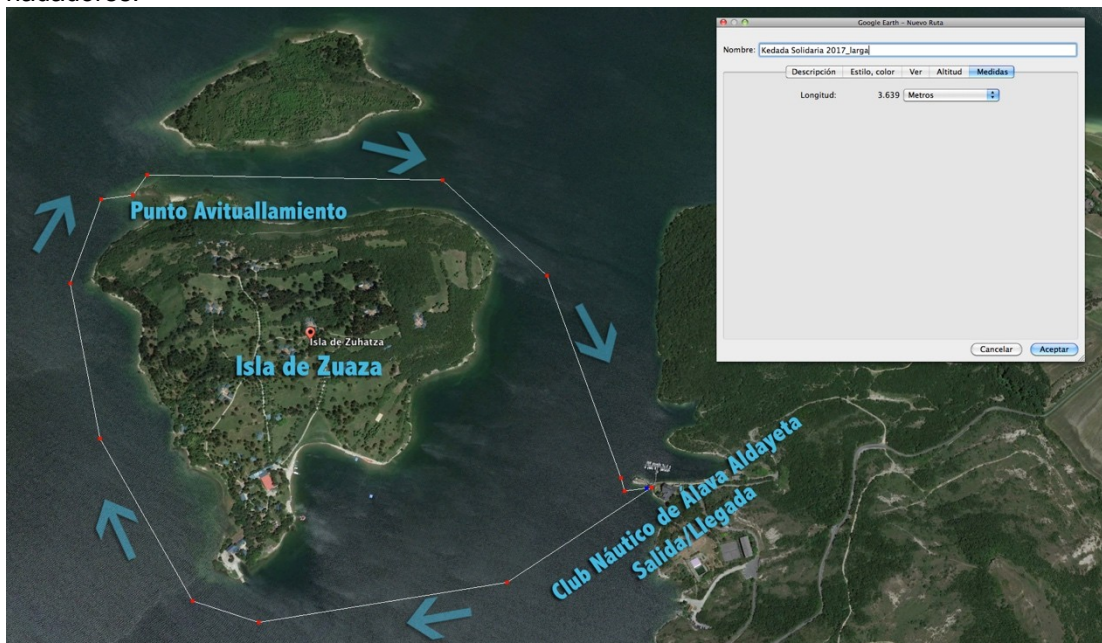 nadadores.
Google Earth - Nuevo Ruta
Nombre: Kedada Solidaria 2017_larga
Descripción Estilo, color Ver Altitud Medidas
Longitud: 3.639 Metros
Cancelar Aceptar
Punto Avituallamiento
Isla de Zuhatza
Isla de Zuaza
Club Náutico de Álava Aldayeta
Salida/Llegada